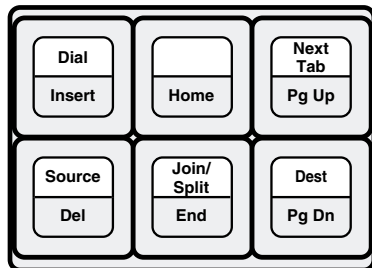 Dial
Insert
Home
Next
Tab
Pg Up
Source
Del
Join/
Split
End
Dest
Pg Dn